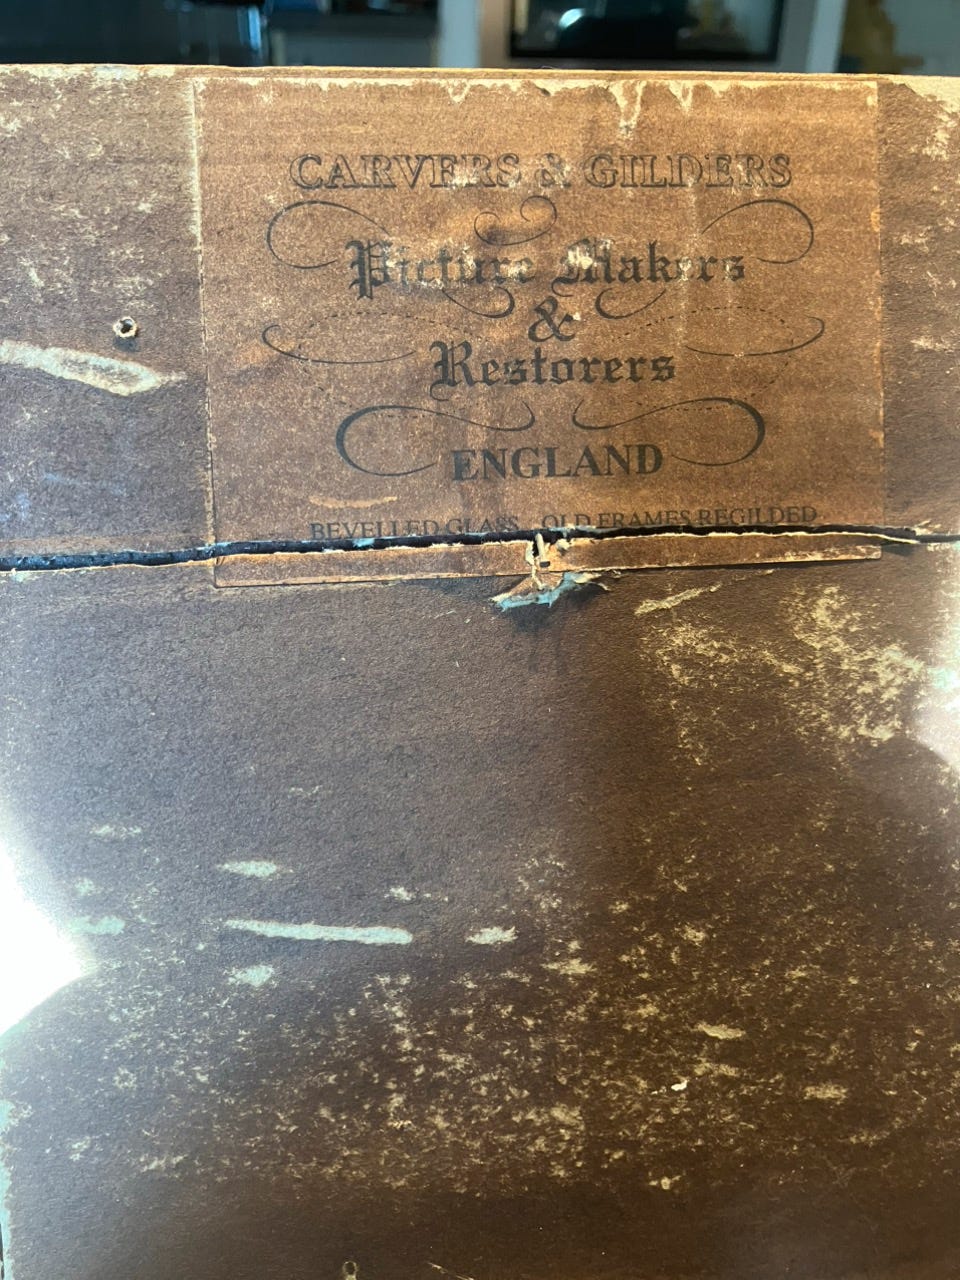 CARVERS & GILDERS
Picture Makers
&
Restorers
ENGLAND
BEVELLED GLASS OLD FRAMES REGILDED